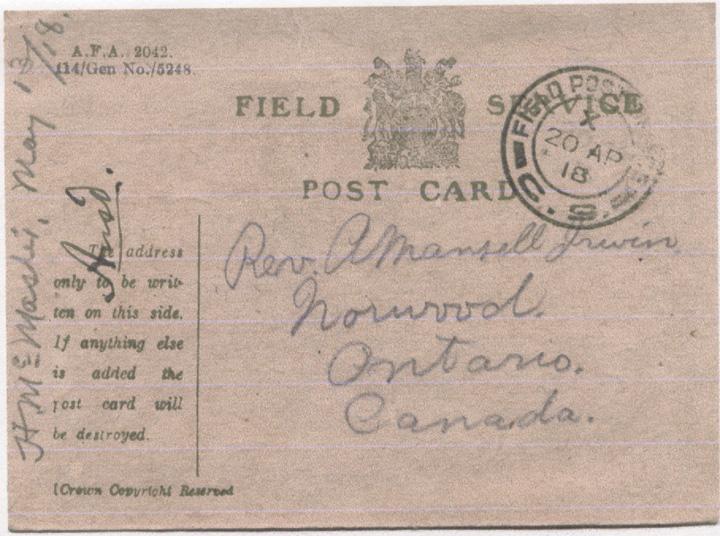 A.F.A. 2042.
114/Gen No./5248.
FIELD SERVICE
POST CARD
FIELD POST
X
20 AP
18
The address
only to be writ-
ten on this side.
If anything else
is added the
post card will
be destroyed.
[Crown Copyright Reserved
Rev. A Mansell Irwin
Norwood.
Ontario.
Canada.
Ansd.
H. McMaster, May 13/18.